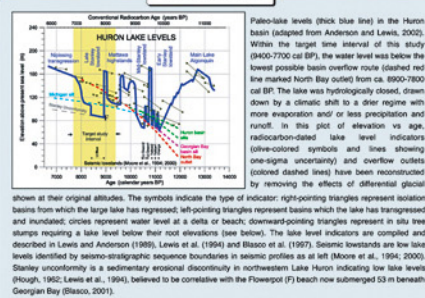 Conventional Radiocarbon Age (years BP)
HURON LAKE LEVELS
Nipissing
transgression
Mattawa
highstands
Main Lake
Algonquin
Elevation above present sea level (m)
Target study
interval
Seismic lowstands (Moore et al., 1994; 2000)
Huron basin
Georgian Bay
basin
North Bay
outlet
Age (calendar years BP)
Paleo-lake levels (thick blue line) in the Huron
basin (adapted from Anderson and Lewis, 2002).
Within the target time interval of this study
(9400-7700 cal BP), the water level was below the
lowest possible basin overflow route (dashed red
line marked North Bay outlet) from ca. 8900-7800
cal BP. The lake was hydrologically closed, drawn
down by a climatic shift to a drier regime with
more evaporation and/ or less precipitation and
runoff. In this plot of elevation vs age,
radiocarbon-dated lake level indicators
(olive-colored symbols and lines showing
one-sigma uncertainty) and overflow outlets
(colored dashed lines) have been reconstructed
by removing the effects of differential glacial
shown at their original altitudes. The symbols indicate the type of indicator: right-pointing triangles represent isolation
basins from which the large lake has regressed; left-pointing triangles represent basins which the lake has transgressed
and inundated; circles represent water level at a delta or beach; downward-pointing triangles represent in situ tree
stumps requiring a lake level below their root elevations (see below). The lake level indicators are compiled and
described in Lewis and Anderson (1989), Lewis et al. (1994) and Blasco et al. (1997). Seismic lowstands are low lake
levels identified by seismo-stratigraphic sequence boundaries in seismic profiles as at left (Moore et al., 1994; 2000).
Stanley unconformity is a sedimentary erosional discontinuity in northwestern Lake Huron indicating low lake levels
(Hough, 1962; Lewis et al., 1994), believed to be correlative with the Flowerpot (F) beach now submerged 53 m beneath
Georgian Bay (Blasco, 2001).